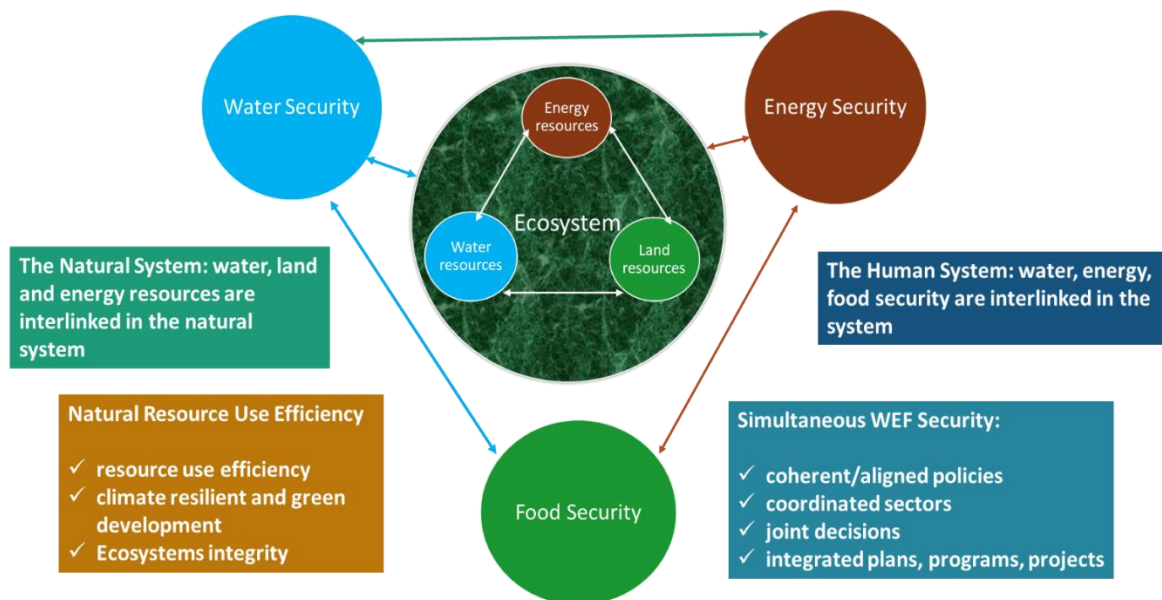 Water Security
Energy Security
Energy
resources
Ecosystem
Water
resources
Land
resources
The Natural System: water, land
and energy resources are
interlinked in the natural
system
The Human System: water, energy,
food security are interlinked in the
system
Natural Resource Use Efficiency
✓ resource use efficiency
✓ climate resilient and green
development
✓ Ecosystems integrity
Food Security
Simultaneous WEF Security:
✓ coherent/aligned policies
✓ coordinated sectors
✓ joint decisions
✓ integrated plans, programs, projects